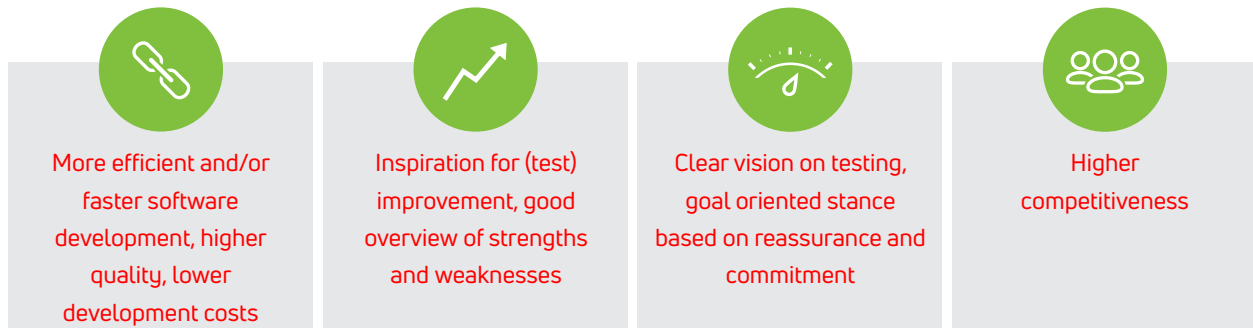 More efficient and/or
faster software
development, higher
quality, lower
development costs
Inspiration for (test)
improvement, good
overview of strengths
and weaknesses
Clear vision on testing,
goal oriented stance
based on reassurance and
commitment
Higher
competitiveness